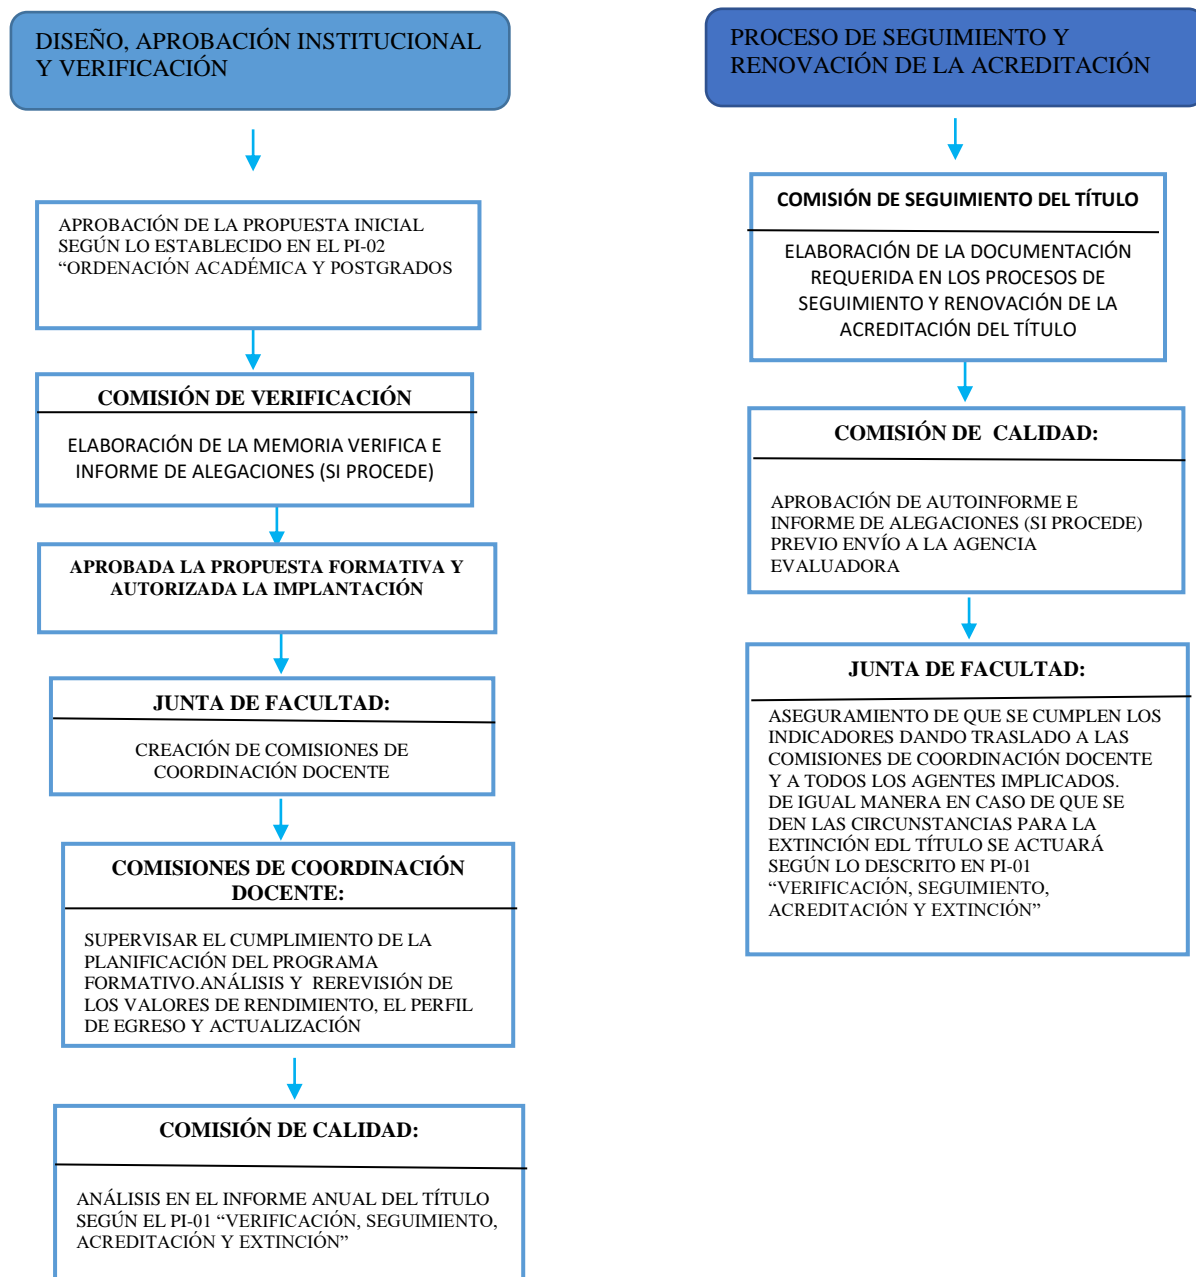 DISEÑO, APROBACIÓN INSTITUCIONAL
Y VERIFICACIÓN
APROBACIÓN DE LA PROPUESTA INICIAL
SEGÚN LO ESTABLECIDO EN EL PI-02
“ORDENACIÓN ACADÉMICA Y POSTGRADOS
COMISIÓN DE VERIFICACIÓN
ELABORACIÓN DE LA MEMORIA VERIFICA E
INFORME DE ALEGACIONES (SI PROCEDE)
APROBADA LA PROPUESTA FORMATIVA Y
AUTORIZADA LA IMPLANTACIÓN
JUNTA DE FACULTAD:
CREACIÓN DE COMISIONES DE
COORDINACIÓN DOCENTE
COMISIONES DE COORDINACIÓN
DOCENTE:
SUPERVISAR EL CUMPLIMIENTO DE LA
PLANIFICACIÓN DEL PROGRAMA
FORMATIVO.ANÁLISIS Y  REREVISIÓN DE
LOS VALORES DE RENDIMIENTO, EL PERFIL
DE EGRESO Y ACTUALIZACIÓN
COMISIÓN DE CALIDAD:
ANÁLISIS EN EL INFORME ANUAL DEL TÍTULO
SEGÚN EL PI-01 “VERIFICACIÓN, SEGUIMIENTO,
ACREDITACIÓN Y EXTINCIÓN”
PROCESO DE SEGUIMIENTO Y
RENOVACIÓN DE LA ACREDITACIÓN
COMISIÓN DE SEGUIMIENTO DEL TÍTULO
ELABORACIÓN DE LA DOCUMENTACIÓN
REQUERIDA EN LOS PROCESOS DE
SEGUIMIENTO Y RENOVACIÓN DE LA
ACREDITACIÓN DEL TÍTULO
COMISIÓN DE  CALIDAD:
APROBACIÓN DE AUTOINFORME E
INFORME DE ALEGACIONES (SI PROCEDE)
PREVIO ENVÍO A LA AGENCIA
EVALUADORA
JUNTA DE FACULTAD:
ASEGURAMIENTO DE QUE SE CUMPLEN LOS
INDICADORES DANDO TRASLADO A LAS
COMISIONES DE COORDINACIÓN DOCENTE
Y A TODOS LOS AGENTES IMPLICADOS.
DE IGUAL MANERA EN CASO DE QUE SE
DEN LAS CIRCUNSTANCIAS PARA LA
EXTINCIÓN EDL TÍTULO SE ACTUARÁ
SEGÚN LO DESCRITO EN PI-01
“VERIFICACIÓN, SEGUIMIENTO,
ACREDITACIÓN Y EXTINCIÓN”